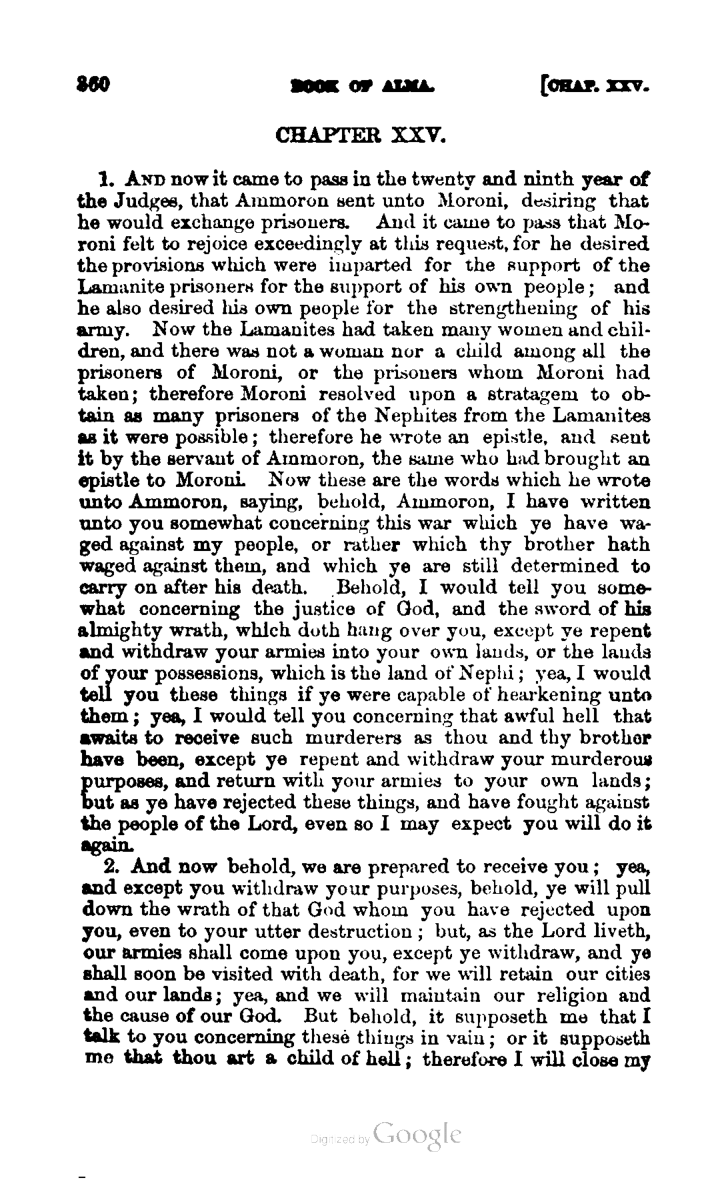 360 BOOK OF ALMA. [CHAP. XXV.
CHAPTER XXV.
1. AND now it came to pass in the twenty and ninth year of
the Judges, that Ammoron sent unto Moroni, desiring that
he would exchange prisoners. And it came to pass that Mo-
roni felt to rejoice exceedingly at this request, for he desired
the provisions which were imparted for the support of the
Lamanite prisoners for the support of his own people; and
he also desired his own people for the strengthening of his
army. Now the Lamanites had taken many women and chil-
dren, and there was not a woman nor a child among all the
prisoners of Moroni, or the prisoners whom Moroni had
taken; therefore Moroni resolved upon a stratagem to ob-
tain as many prisoners of the Nephites from the Lamanites
as it were possible; therefore he wrote an epistle, and sent
it by the servant of Ammoron, the same who had brought an
epistle to Moroni. Now these are the words which he wrote
unto Ammoron, saying, behold, Ammoron, I have written
unto you somewhat concerning this war which ye have wa-
ged against my people, or rather which thy brother hath
waged against them, and which ye are still determined to
carry on after his death. Behold, I would tell you some-
what concerning the justice of God, and the sword of his
almighty wrath, which doth hang over you, except ye repent
and withdraw your armies into your own lands, or the lands
of your possessions, which is the land of Nephi; yea, I would
tell you these things if ye were capable of hearkening unto
them; yea, I would tell you concerning that awful hell that
awaits to receive such murderers as thou and thy brother
have been, except ye repent and withdraw your murderous
purposes, and return with your armies to your own lands;
but as ye have rejected these things, and have fought against
the people of the Lord, even so I may expect you will do it
again.
2. And now behold, we are prepared to receive you; yea,
and except you withdraw your purposes, behold, ye will pull
down the wrath of that God whom you have rejected upon
you, even to your utter destruction; but, as the Lord liveth,
our armies shall come upon you, except ye withdraw, and ye
shall soon be visited with death, for we will retain our cities
and our lands; yea, and we will maintain our religion and
the cause of our God. But behold, it supposeth me that I
talk to you concerning these things in vain; or it supposeth
me that thou art a child of hell; therefore I will close my
Digitized by Google